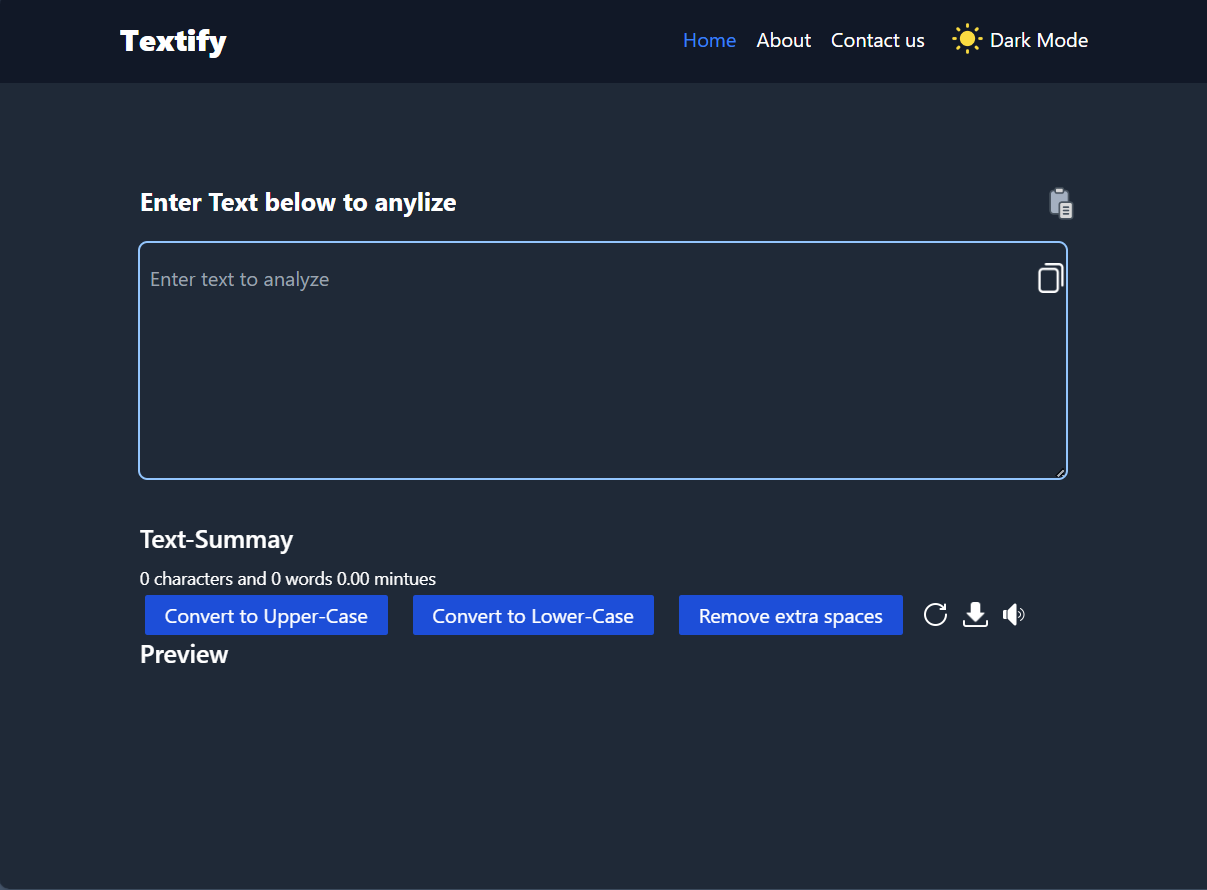 Textify Home About Contact us Dark Mode
Enter Text below to anylize
Enter text to analyze
Text-Summay
0 characters and 0 words 0.00 mintues
Convert to Upper-Case Convert to Lower-Case Remove extra spaces
Preview